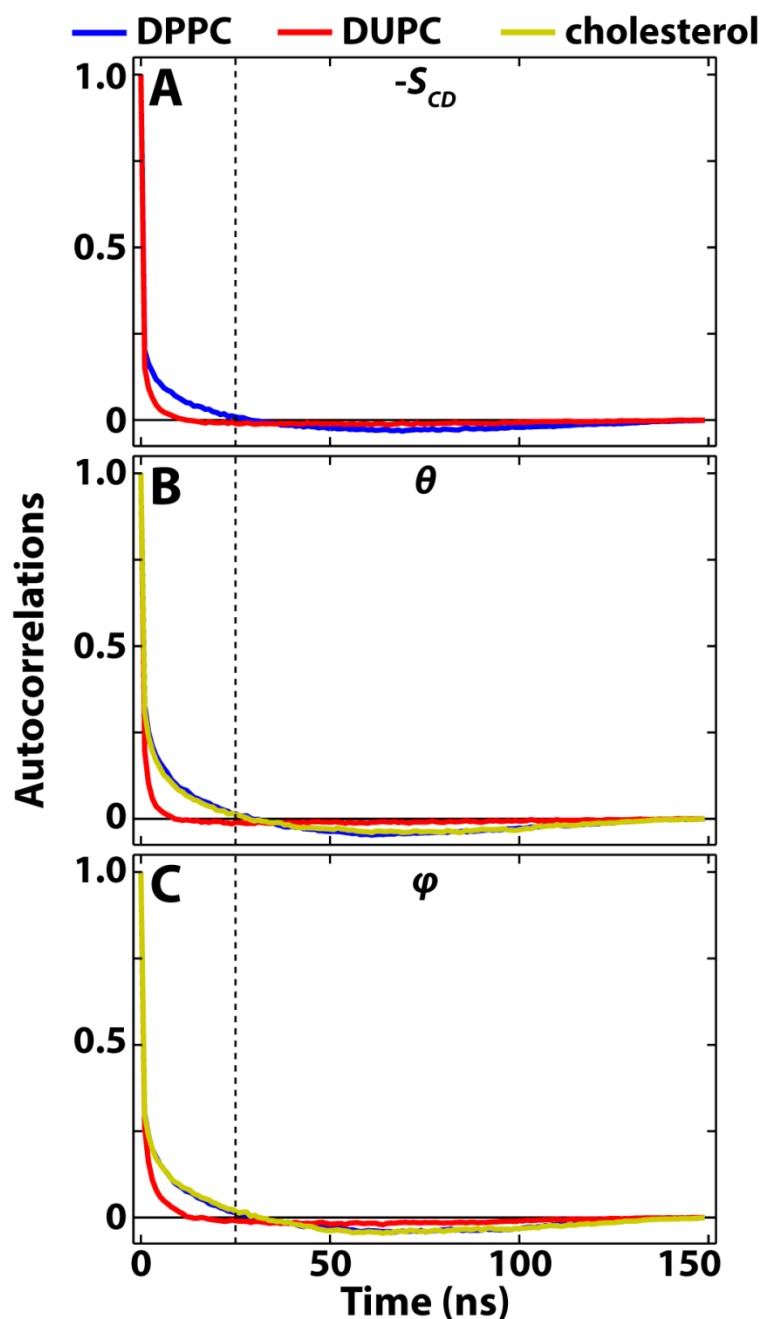 DPPC DUPC cholesterol
A -S_CD
1.0
0.5
0
B θ
1.0
0.5
0
C φ
1.0
0.5
0
Autocorrelations
0 50 100 150
Time (ns)